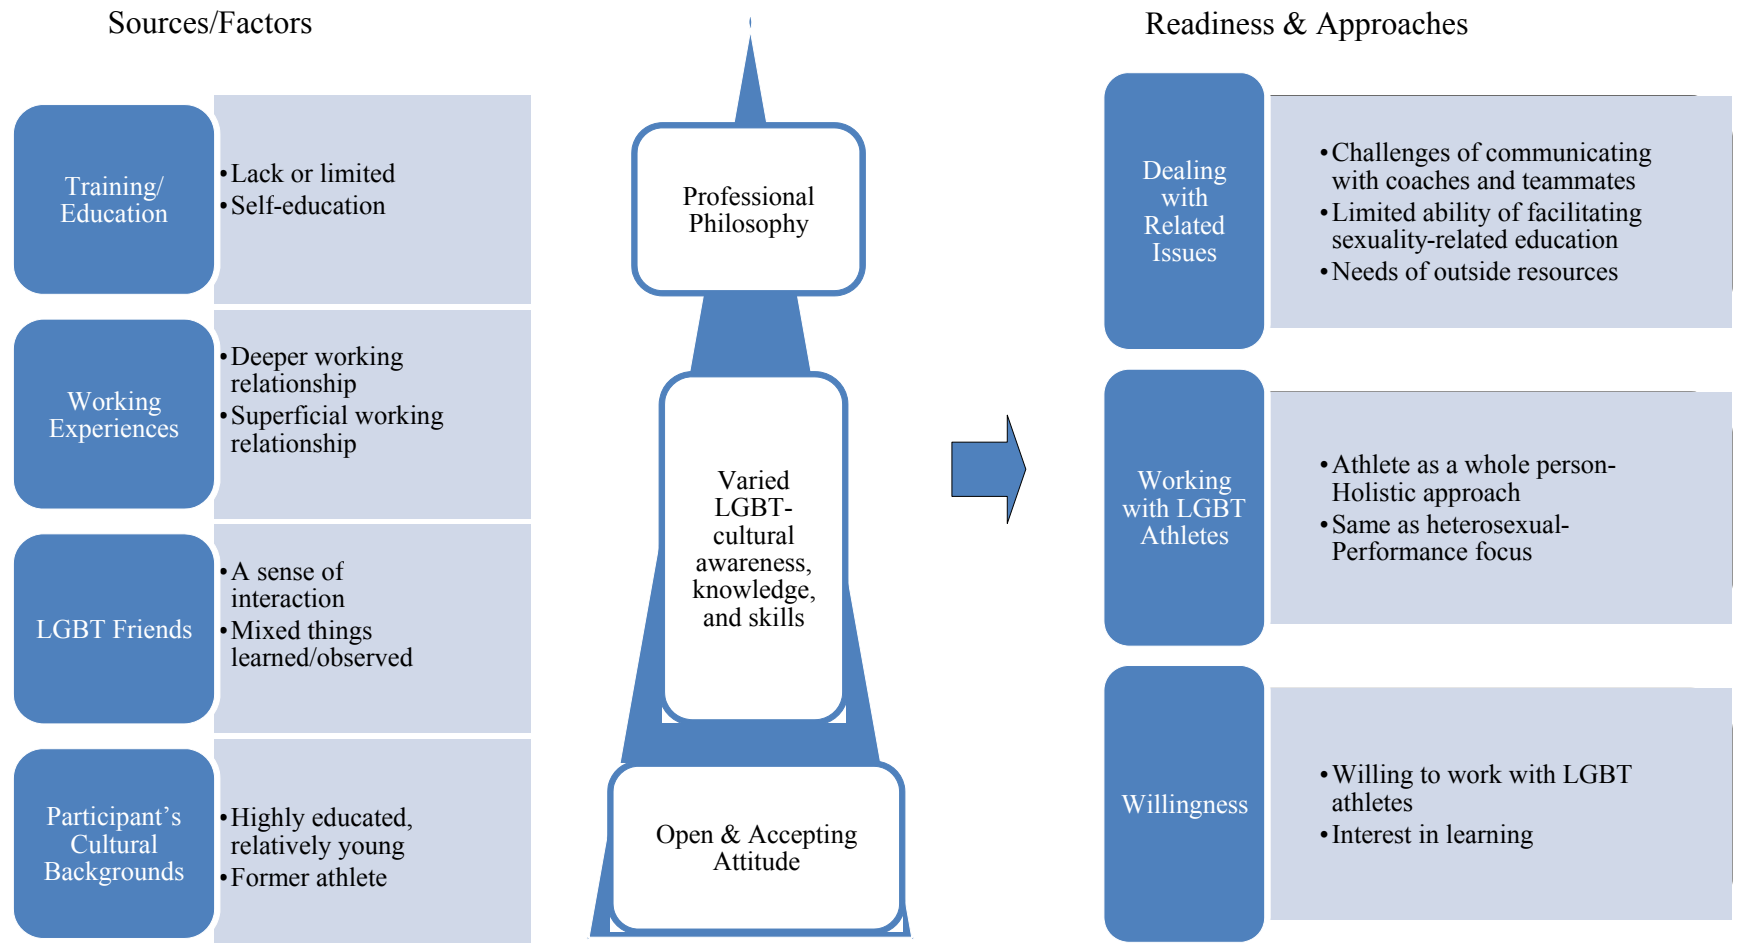 Sources/Factors
Training/
Education
•Lack or limited
•Self-education
Working
Experiences
•Deeper working
relationship
•Superficial working
relationship
LGBT Friends
•A sense of
interaction
•Mixed things
learned/observed
Participant’s
Cultural
Backgrounds
•Highly educated,
relatively young
•Former athlete
Professional
Philosophy
Varied
LGBT-
cultural
awareness,
knowledge,
and skills
Open & Accepting
Attitude
Readiness & Approaches
Dealing
with
Related
Issues
•Challenges of communicating
with coaches and teammates
•Limited ability of facilitating
sexuality-related education
•Needs of outside resources
Working
with LGBT
Athletes
•Athlete as a whole person-
Holistic approach
•Same as heterosexual-
Performance focus
Willingness
•Willing to work with LGBT
athletes
•Interest in learning